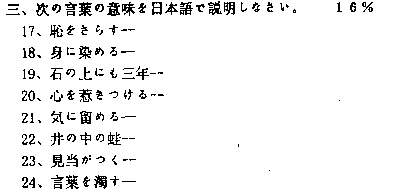 三、次の言葉の意味を日本語で説明しなさい。 16%
17、恥をさらす──
18、身に染める──
19、石の上にも三年──
20、心を惹きつける──
21、気に留める──
22、井の中の蛙──
23、見当がつく──
24、言葉を濁す──